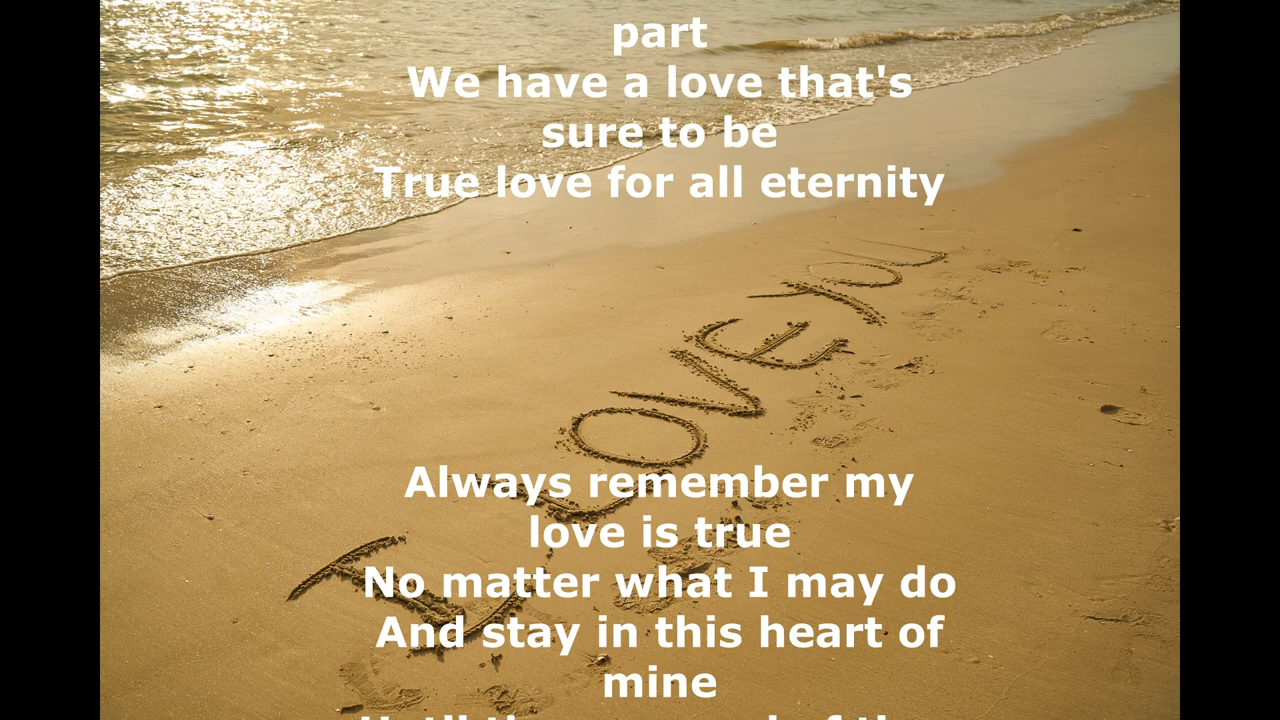 part
We have a love that's
sure to be
True love for all eternity
I LOVE YOU
Always remember my
love is true
No matter what I may do
And stay in this heart of
mine